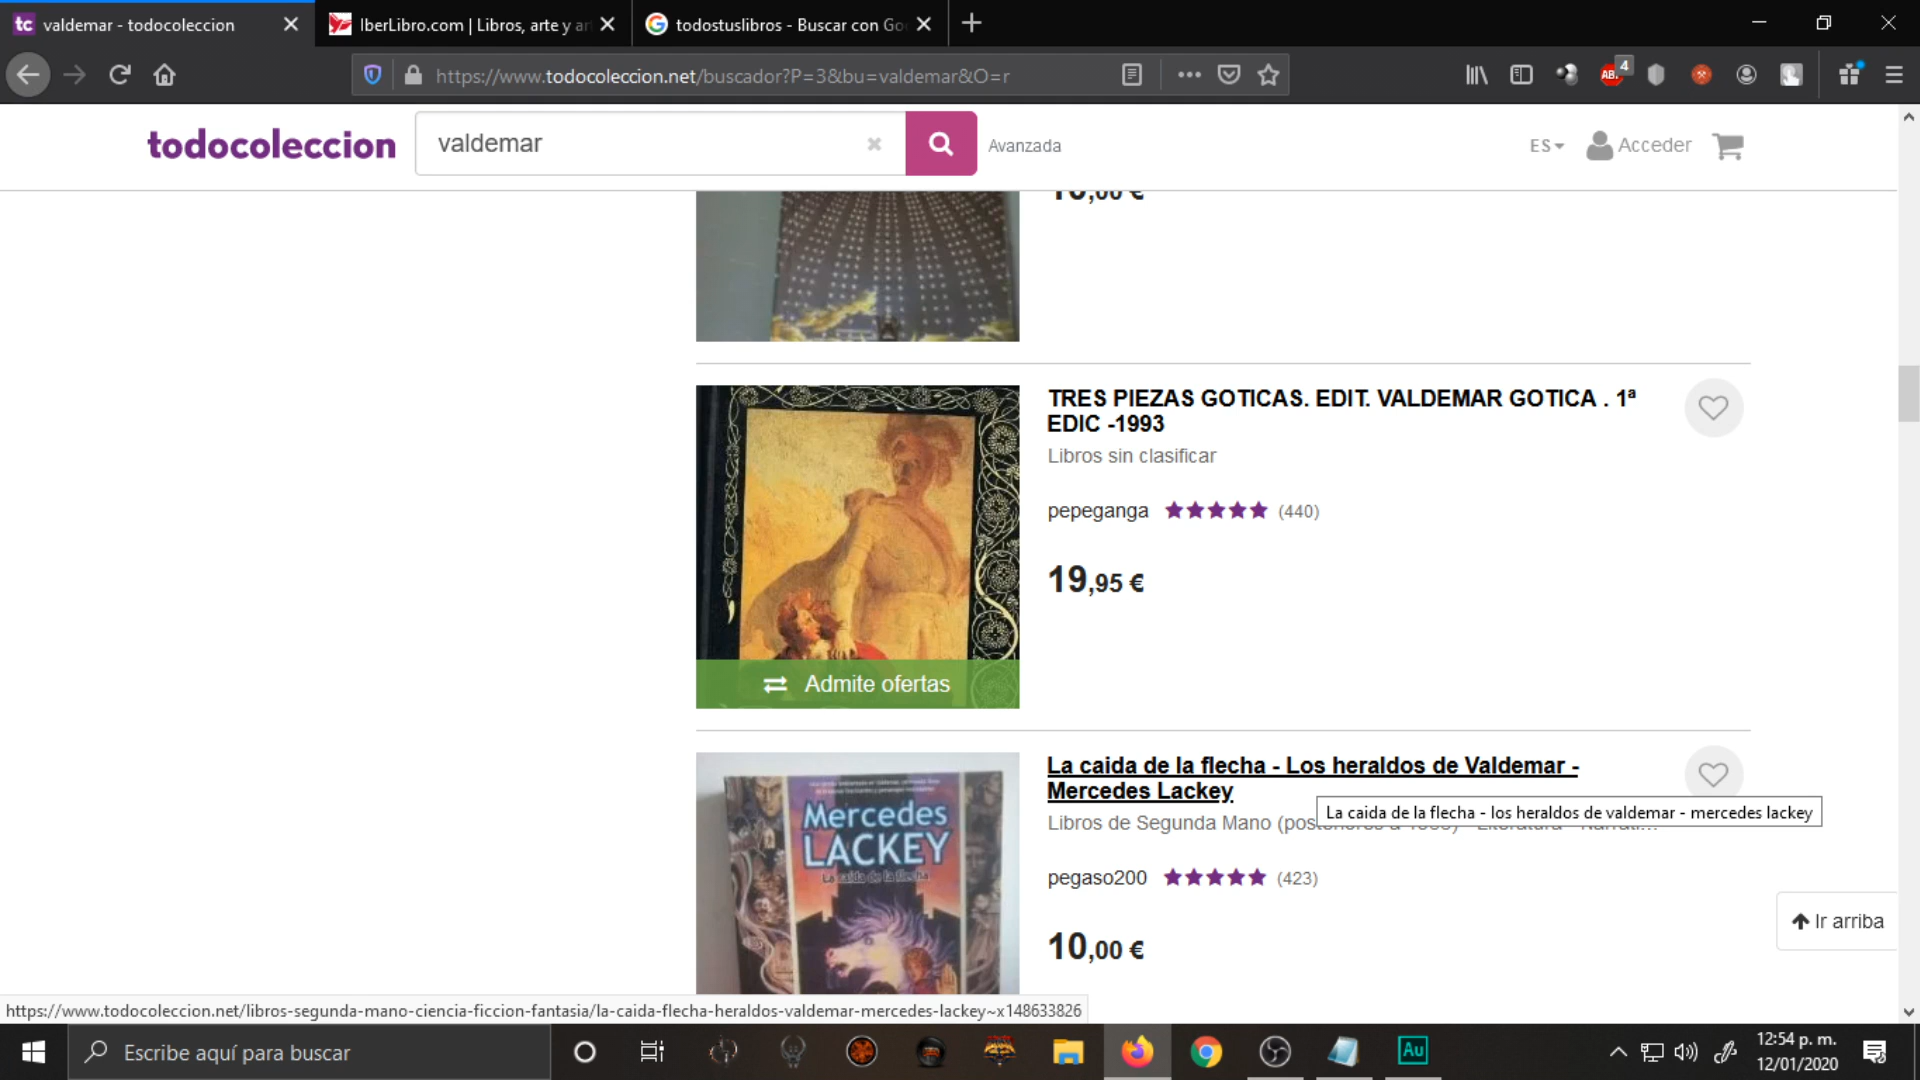 valdemar - todocoleccion
IberLibro.com | Libros, arte y ar
todostuslibros - Buscar con Go
https://www.todocoleccion.net/buscador?P=3&bu=valdemar&O=r
4
todocoleccion
valdemar
Avanzada
ES
Acceder
TRES PIEZAS GOTICAS. EDIT. VALDEMAR GOTICA . 1ª
EDIC -1993
Libros sin clasificar
pepeganga
(440)
19,95 €
Admite ofertas
La caida de la flecha - Los heraldos de Valdemar -
Mercedes Lackey
La caida de la flecha - los heraldos de valdemar - mercedes lackey
Libros de Segunda Mano
pegaso200
(423)
10,00 €
Mercedes
LACKEY
La caida de la flecha
Ir arriba
https://www.todocoleccion.net/libros-segunda-mano-ciencia-ficcion-fantasia/la-caida-flecha-heraldos-valdemar-mercedes-lackey~x148633826
Escribe aquí para buscar
Au
12:54 p. m.
12/01/2020